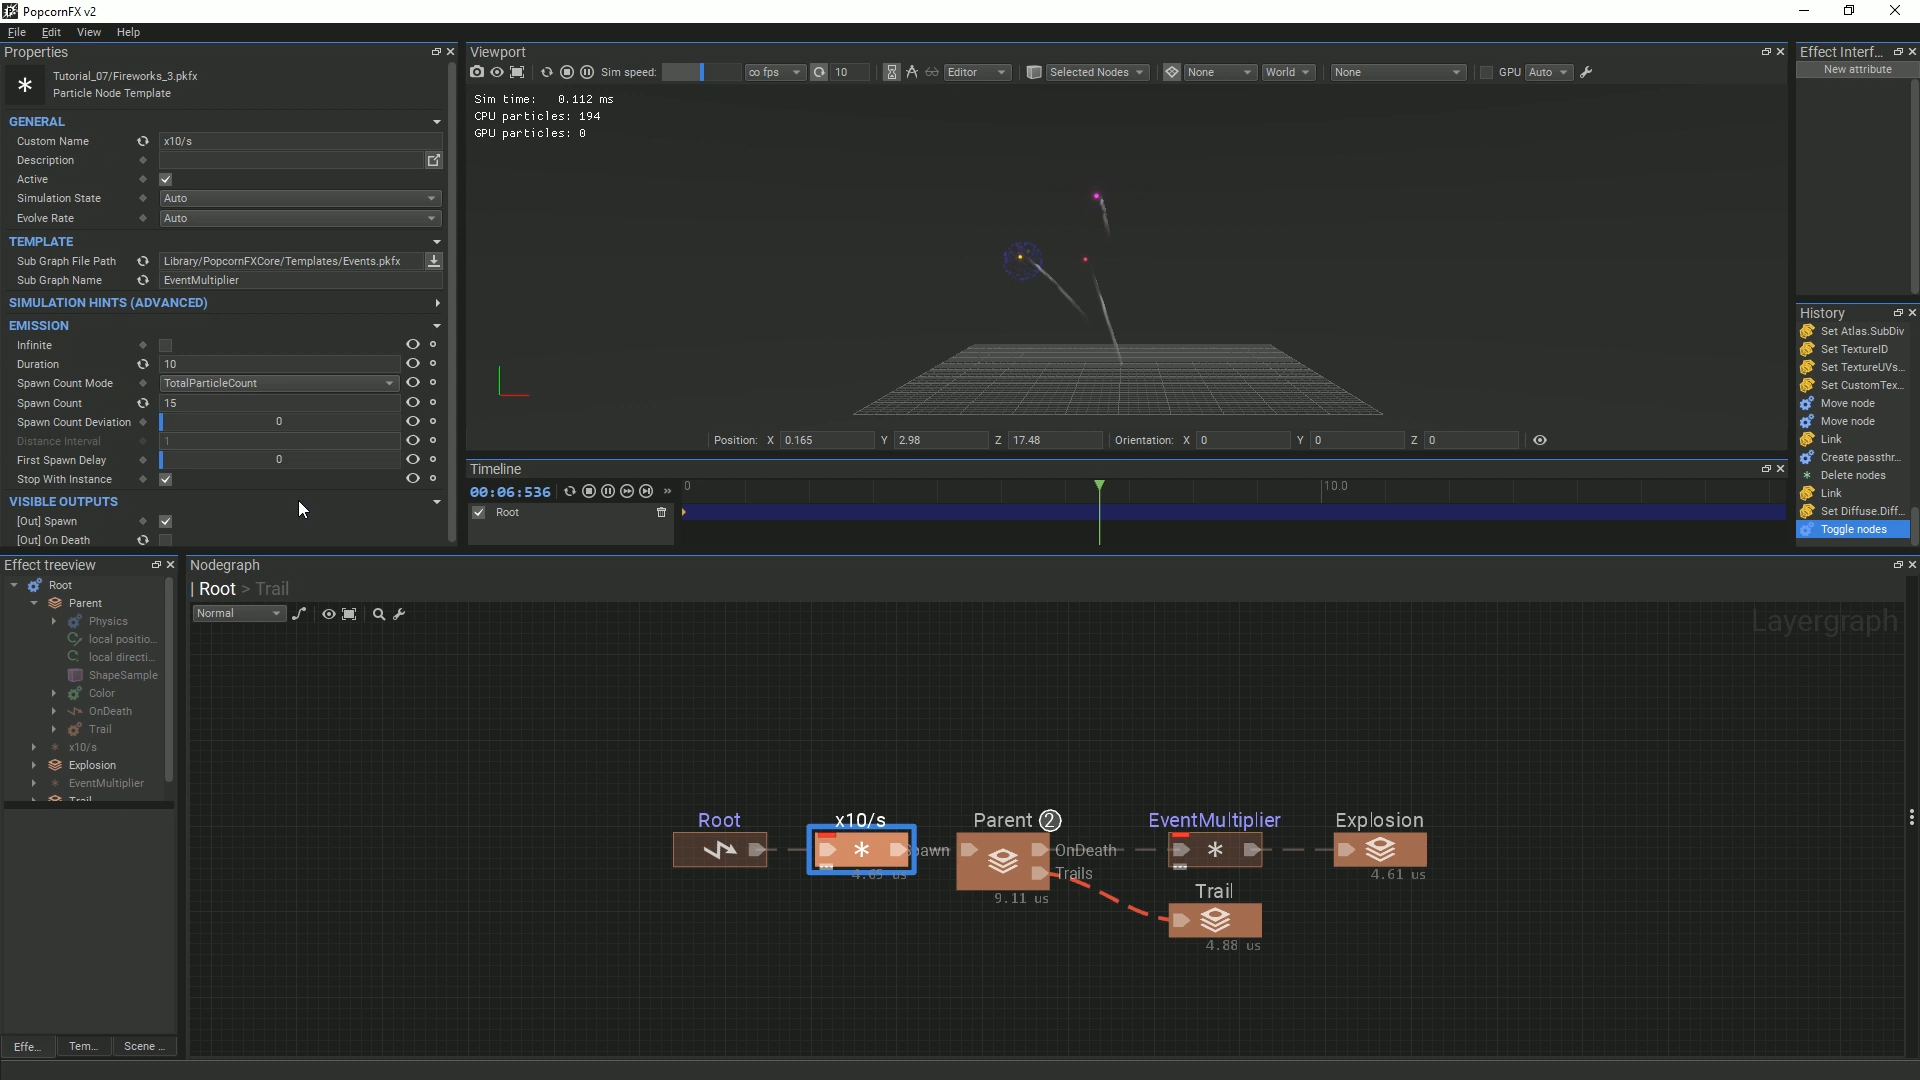 PopcornFX v2
File Edit View Help
Properties
Tutorial_07/Fireworks_3.pkfx
Particle Node Template
GENERAL
Custom Name x10/s
Description
Active
Simulation State Auto
Evolve Rate Auto
TEMPLATE
Sub Graph File Path Library/PopcornFXCore/Templates/Events.pkfx
Sub Graph Name EventMultiplier
SIMULATION HINTS (ADVANCED)
EMISSION
Infinite
Duration 10
Spawn Count Mode TotalParticleCount
Spawn Count 15
Spawn Count Deviation 0
Distance Interval 1
First Spawn Delay 0
Stop With Instance
VISIBLE OUTPUTS
[Out] Spawn
[Out] On Death
Viewport
Sim speed: ∞ fps 10 Editor Selected Nodes None World None GPU Auto
Sim time: 0.112 ms
CPU particles: 194
GPU particles: 0
Position: X 0.165 Y 2.98 Z 17.48 Orientation: X 0 Y 0 Z 0
Timeline
00:06:536 » 0 10.0
Root
Effect Interf...
New attribute
History
Set Atlas.SubDiv
Set TextureID
Set TextureUVs...
Set CustomTex...
Move node
Move node
Link
Create passthr...
Delete nodes
Link
Set Diffuse.Diff...
Toggle nodes
Effect treeview
Root
Parent
Physics
local positio...
local directi...
ShapeSample
Color
OnDeath
Trail
x10/s
Explosion
EventMultiplier
Trail
Effe... Tem... Scene ...
Nodegraph
| Root > Trail
Normal
Layergraph
Root x10/s Parent 2 EventMultiplier Explosion
Spawn OnDeath
4.65 us Trails 4.61 us
9.11 us Trail
4.88 us